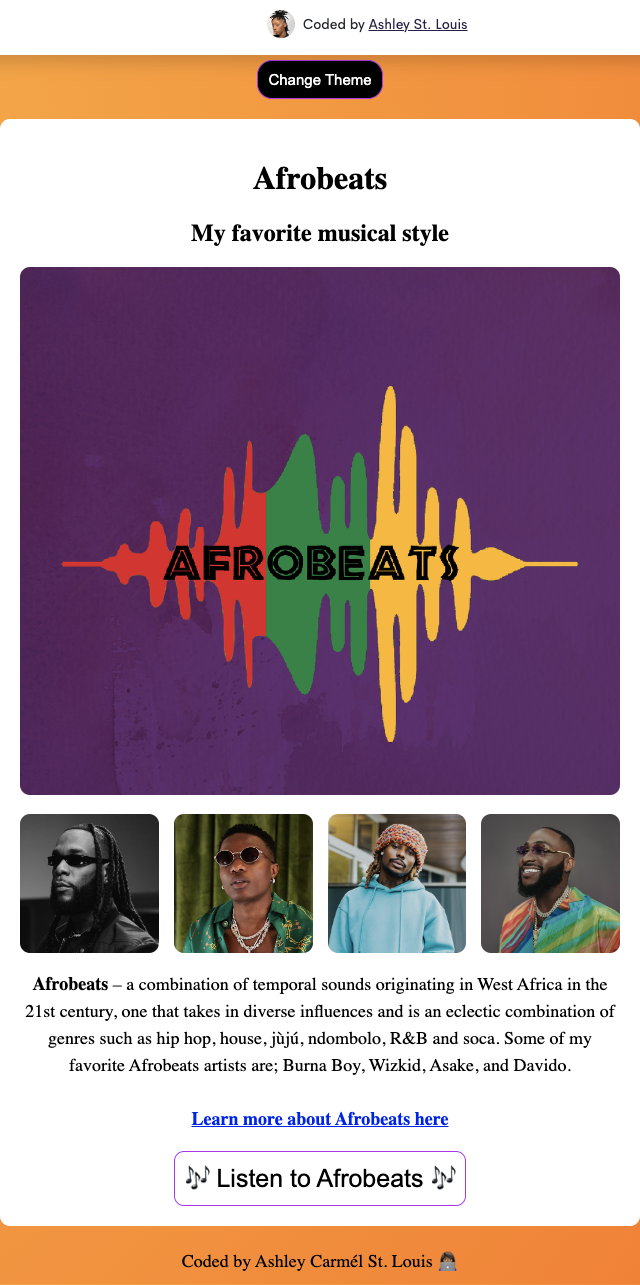 Coded by Ashley St. Louis
Change Theme
Afrobeats
My favorite musical style
AFROBEATS
Afrobeats – a combination of temporal sounds originating in West Africa in the
21st century, one that takes in diverse influences and is an eclectic combination of
genres such as hip hop, house, jùjú, ndombolo, R&B and soca. Some of my
favorite Afrobeats artists are; Burna Boy, Wizkid, Asake, and Davido.
Learn more about Afrobeats here
🎶 Listen to Afrobeats 🎶
Coded by Ashley Carmél St. Louis 👩🏾‍💻